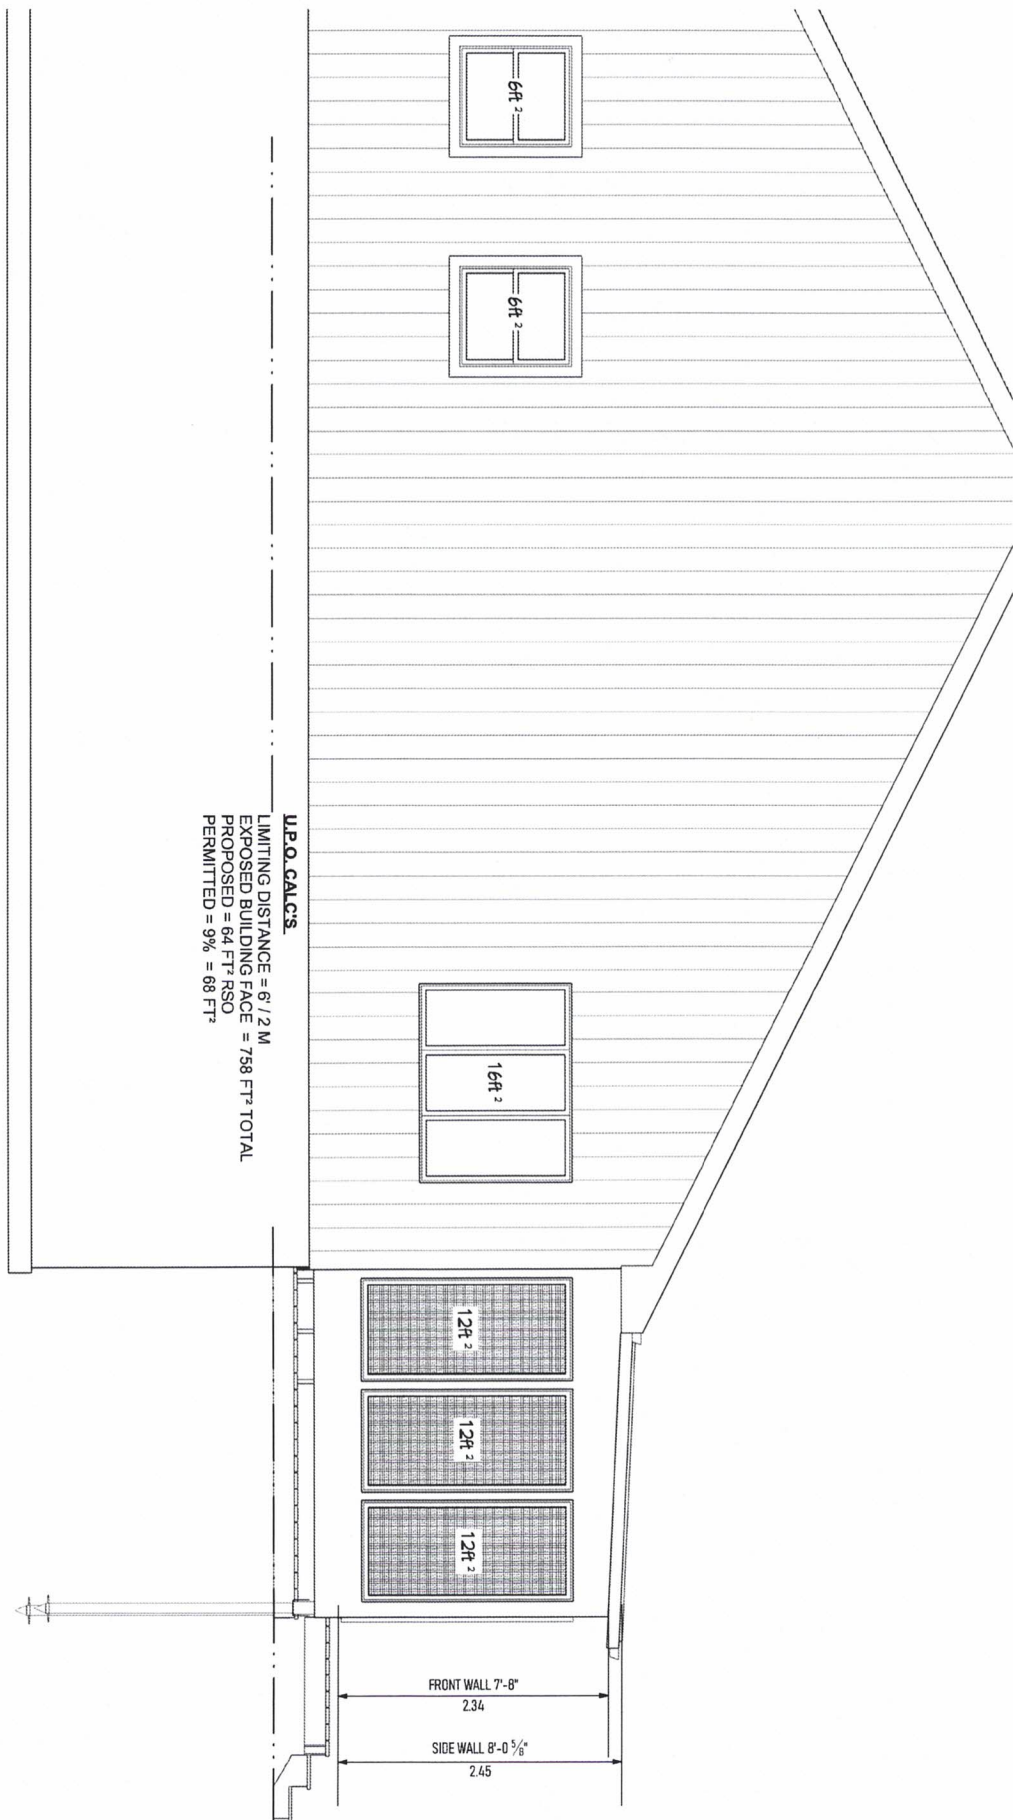 6ft²
6ft²
16ft²
12ft²
12ft²
12ft²
U.P.O. CALC'S
LIMITING DISTANCE = 6' / 2 M
EXPOSED BUILDING FACE = 758 FT² TOTAL
PROPOSED = 64 FT² RSO
PERMITTED = 9% = 68 FT²
FRONT WALL 7'-8"
2.34
SIDE WALL 8'-0 5/8"
2.45